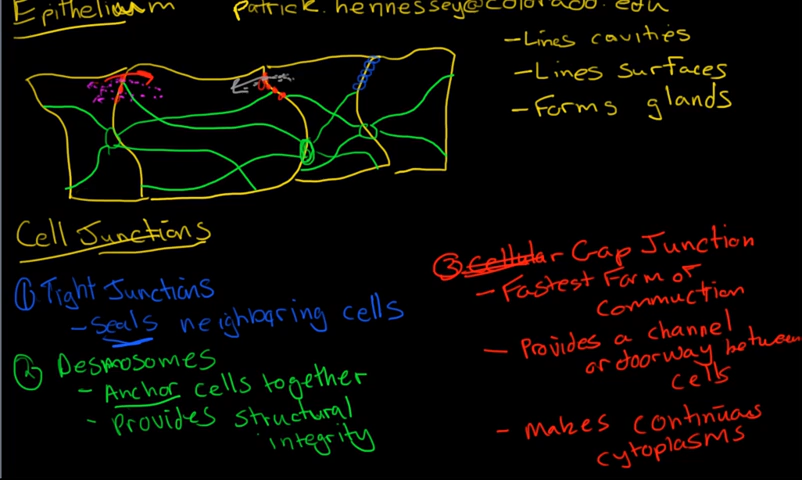 Epithelium patrick.hennessey@colorado.edu
- Lines cavities
- Lines surfaces
- Forms glands
Cell Junctions
① Tight Junctions
- Seals neighboring cells
② Desmosomes
- Anchor cells together
- Provides structural
integrity
③ Cellular Gap Junction
- Fastest Form of
Commuction
- Provides a channel
or doorway between
cells
- Makes continuous
cytoplasms